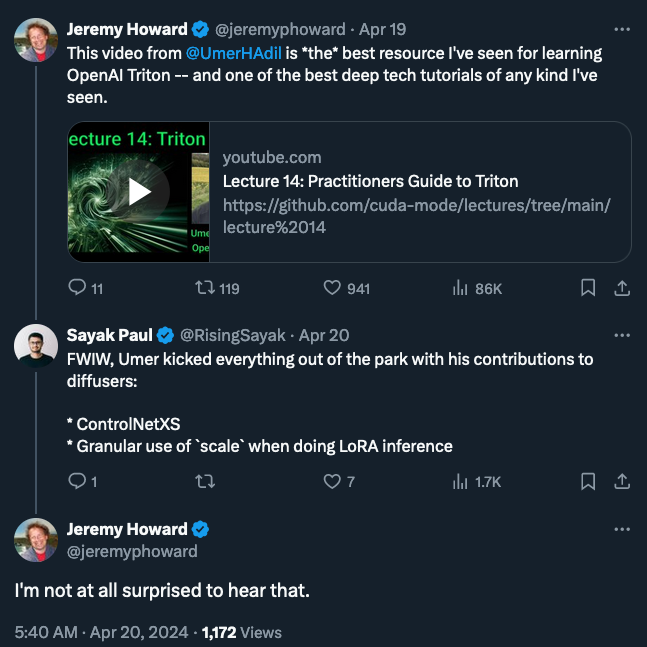 Jeremy Howard @jeremyphoward · Apr 19
This video from @UmerHAdil is *the* best resource I've seen for learning
OpenAI Triton -- and one of the best deep tech tutorials of any kind I've
seen.
ecture 14: Triton
Ume
Ope
youtube.com
Lecture 14: Practitioners Guide to Triton
https://github.com/cuda-mode/lectures/tree/main/
lecture%2014
11 119 941 86K
Sayak Paul @RisingSayak · Apr 20
FWIW, Umer kicked everything out of the park with his contributions to
diffusers:
* ControlNetXS
* Granular use of `scale` when doing LoRA inference
1 7 1.7K
Jeremy Howard
@jeremyphoward
I'm not at all surprised to hear that.
5:40 AM · Apr 20, 2024 · 1,172 Views